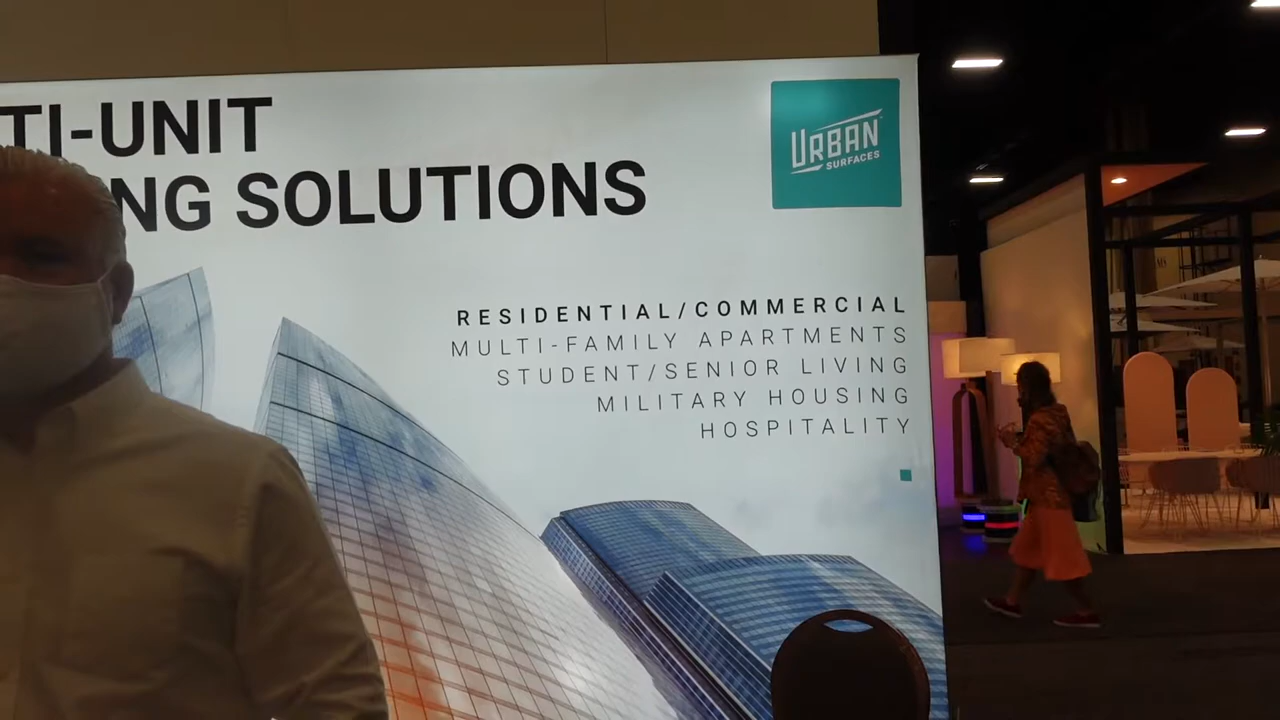 TI-UNIT
NG SOLUTIONS
URBAN
SURFACES
RESIDENTIAL/COMMERCIAL
MULTI-FAMILY APARTMENTS
STUDENT/SENIOR LIVING
MILITARY HOUSING
HOSPITALITY